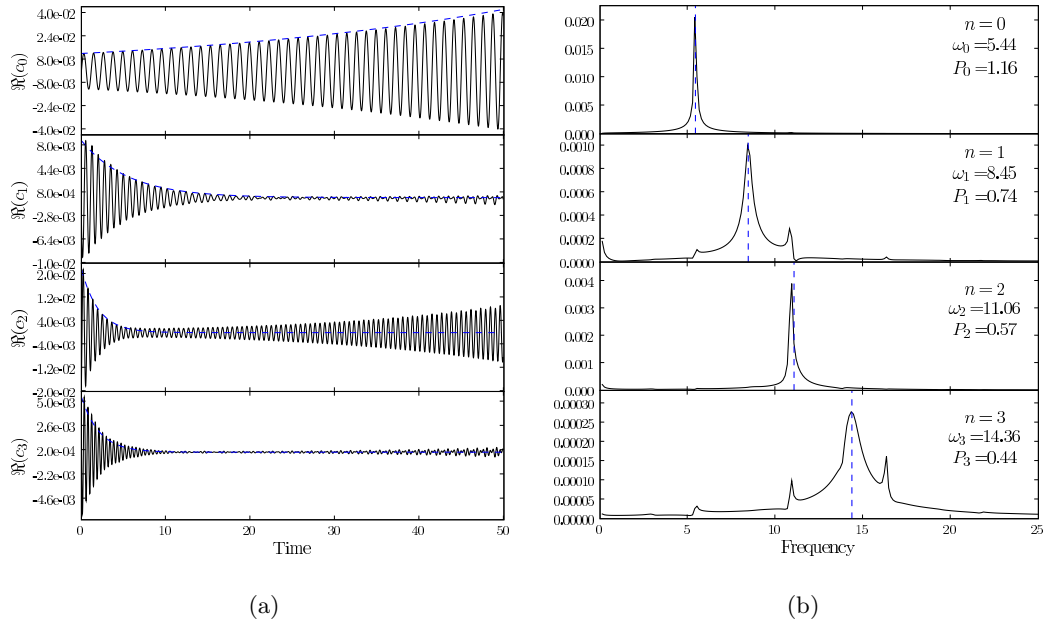 4.0e-02
2.4e-02
8.0e-03
-8.0e-03
-2.4e-02
-4.0e-02
ℜ(c₀)
8.0e-03
4.4e-03
8.0e-04
-2.8e-03
-6.4e-03
-1.0e-02
ℜ(c₁)
2.0e-02
1.2e-02
4.0e-03
-4.0e-03
-1.2e-02
-2.0e-02
ℜ(c₂)
5.0e-03
2.0e-04
-2.2e-03
-4.6e-03
ℜ(c₃)
0 10 20 30 40 50
Time
(a)
0.020
0.015
0.010
0.005
0.000
n = 0
ω₀ =5.44
P₀ =1.16
0.0010
0.0008
0.0006
0.0004
0.0002
0.0000
n = 1
ω₁ =8.45
P₁ =0.74
0.004
0.003
0.002
0.001
0.000
n = 2
ω₂ =11.06
P₂ =0.57
0.00030
0.00025
0.00020
0.00015
0.00010
0.00005
0.00000
n = 3
ω₃ =14.36
P₃ =0.44
0 5 10 15 20 25
Frequency
(b)